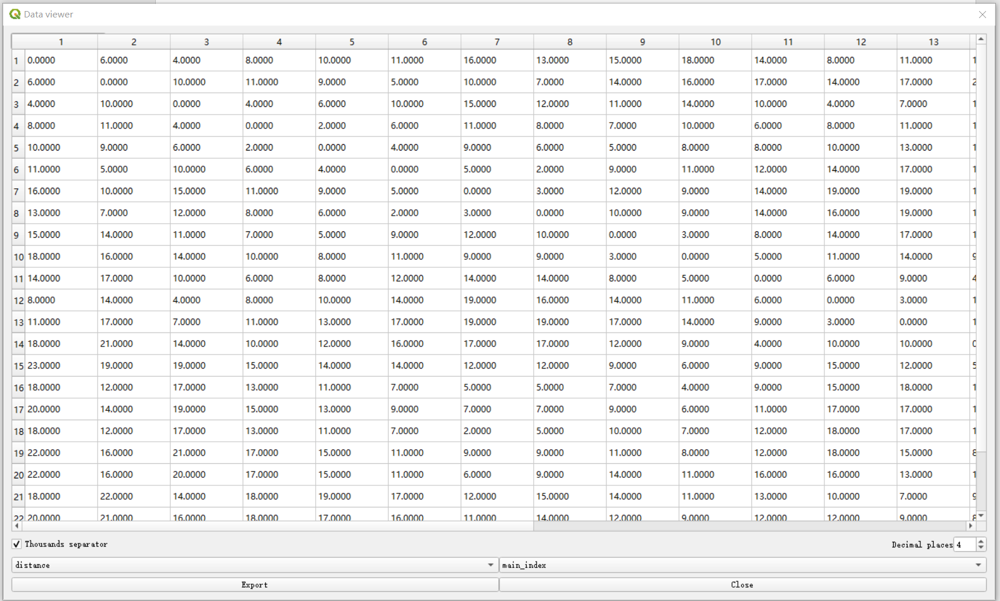 Data viewer
1 2 3 4 5 6 7 8 9 10 11 12 13
1 0.0000 6.0000 4.0000 8.0000 10.0000 11.0000 16.0000 13.0000 15.0000 18.0000 14.0000 8.0000 11.0000
2 6.0000 0.0000 10.0000 11.0000 9.0000 5.0000 10.0000 7.0000 14.0000 16.0000 17.0000 14.0000 17.0000
3 4.0000 10.0000 0.0000 4.0000 6.0000 10.0000 15.0000 12.0000 11.0000 14.0000 10.0000 4.0000 7.0000
4 8.0000 11.0000 4.0000 0.0000 2.0000 6.0000 11.0000 8.0000 7.0000 10.0000 6.0000 8.0000 11.0000
5 10.0000 9.0000 6.0000 2.0000 0.0000 4.0000 9.0000 6.0000 5.0000 8.0000 8.0000 10.0000 13.0000
6 11.0000 5.0000 10.0000 6.0000 4.0000 0.0000 5.0000 2.0000 9.0000 11.0000 12.0000 14.0000 17.0000
7 16.0000 10.0000 15.0000 11.0000 9.0000 5.0000 0.0000 3.0000 12.0000 9.0000 14.0000 19.0000 19.0000
8 13.0000 7.0000 12.0000 8.0000 6.0000 2.0000 3.0000 0.0000 10.0000 9.0000 14.0000 16.0000 19.0000
9 15.0000 14.0000 11.0000 7.0000 5.0000 9.0000 12.0000 10.0000 0.0000 3.0000 8.0000 14.0000 17.0000
10 18.0000 16.0000 14.0000 10.0000 8.0000 11.0000 9.0000 9.0000 3.0000 0.0000 5.0000 11.0000 14.0000
11 14.0000 17.0000 10.0000 6.0000 8.0000 12.0000 14.0000 14.0000 8.0000 5.0000 0.0000 6.0000 9.0000
12 8.0000 14.0000 4.0000 8.0000 10.0000 14.0000 19.0000 16.0000 14.0000 11.0000 6.0000 0.0000 3.0000
13 11.0000 17.0000 7.0000 11.0000 13.0000 17.0000 19.0000 19.0000 17.0000 14.0000 9.0000 3.0000 0.0000
14 18.0000 21.0000 14.0000 10.0000 12.0000 16.0000 17.0000 17.0000 12.0000 9.0000 4.0000 10.0000 10.0000
15 23.0000 19.0000 19.0000 15.0000 14.0000 14.0000 12.0000 12.0000 9.0000 6.0000 9.0000 15.0000 12.0000
16 18.0000 12.0000 17.0000 13.0000 11.0000 7.0000 5.0000 5.0000 7.0000 4.0000 9.0000 15.0000 18.0000
17 20.0000 14.0000 19.0000 15.0000 13.0000 9.0000 7.0000 7.0000 9.0000 6.0000 11.0000 17.0000 17.0000
18 18.0000 12.0000 17.0000 13.0000 11.0000 7.0000 2.0000 5.0000 10.0000 7.0000 12.0000 18.0000 17.0000
19 22.0000 16.0000 21.0000 17.0000 15.0000 11.0000 9.0000 9.0000 11.0000 8.0000 12.0000 18.0000 15.0000
20 22.0000 16.0000 20.0000 17.0000 15.0000 11.0000 6.0000 9.0000 14.0000 11.0000 16.0000 16.0000 13.0000
21 18.0000 22.0000 14.0000 18.0000 19.0000 17.0000 12.0000 15.0000 14.0000 11.0000 13.0000 10.0000 7.0000
22 20.0000 21.0000 16.0000 18.0000 17.0000 16.0000 11.0000 14.0000 12.0000 9.0000 12.0000 12.0000 9.0000
Thousands separator Decimal places 4
distance main_index
Export Close